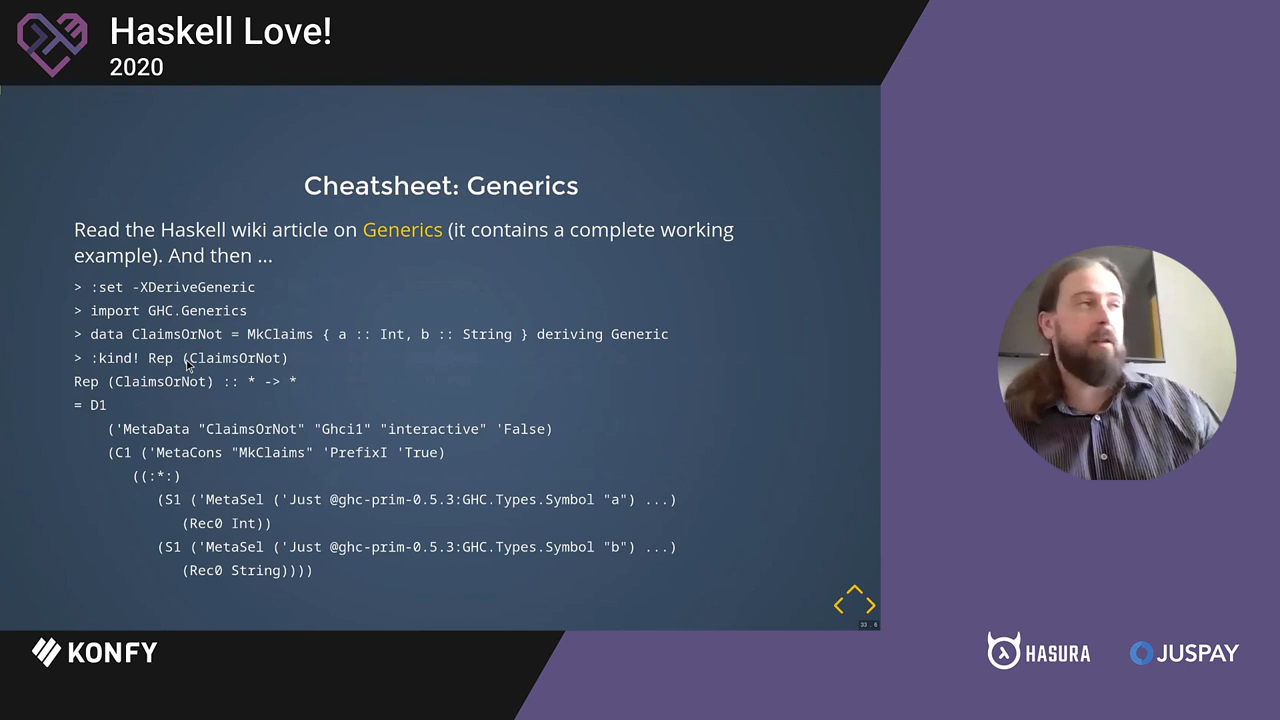 Haskell Love!
2020
Cheatsheet: Generics
Read the Haskell wiki article on Generics (it contains a complete working
example). And then ...
> :set -XDeriveGeneric
> import GHC.Generics
> data ClaimsOrNot = MkClaims { a :: Int, b :: String } deriving Generic
> :kind! Rep (ClaimsOrNot)
Rep (ClaimsOrNot) :: * -> *
= D1
('MetaData "ClaimsOrNot" "Ghci1" "interactive" 'False)
(C1 ('MetaCons "MkClaims" 'PrefixI 'True)
((:*:)
(S1 ('MetaSel ('Just @ghc-prim-0.5.3:GHC.Types.Symbol "a") ...)
(Rec0 Int))
(S1 ('MetaSel ('Just @ghc-prim-0.5.3:GHC.Types.Symbol "b") ...)
(Rec0 String))))
33 . 6
KONFY
HASURA
JUSPAY